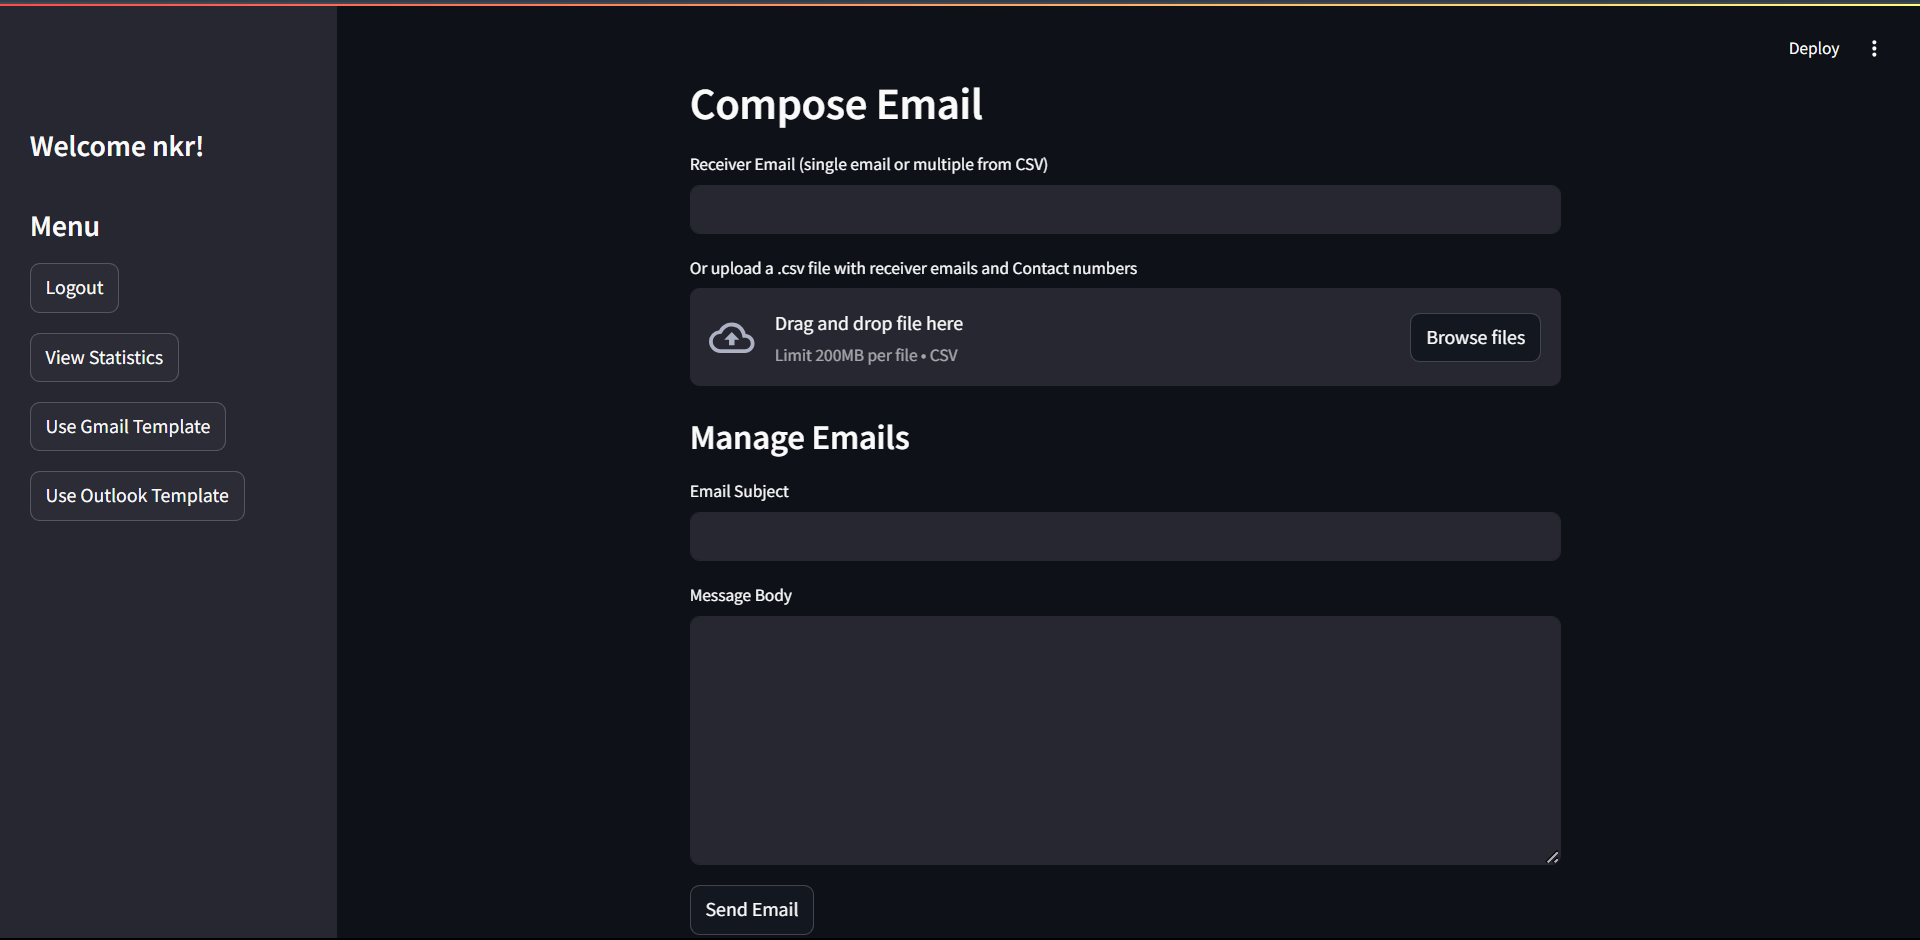 Deploy
Welcome nkr!
Menu
Logout
View Statistics
Use Gmail Template
Use Outlook Template
Compose Email
Receiver Email (single email or multiple from CSV)
Or upload a .csv file with receiver emails and Contact numbers
Drag and drop file here
Limit 200MB per file • CSV
Browse files
Manage Emails
Email Subject
Message Body
Send Email